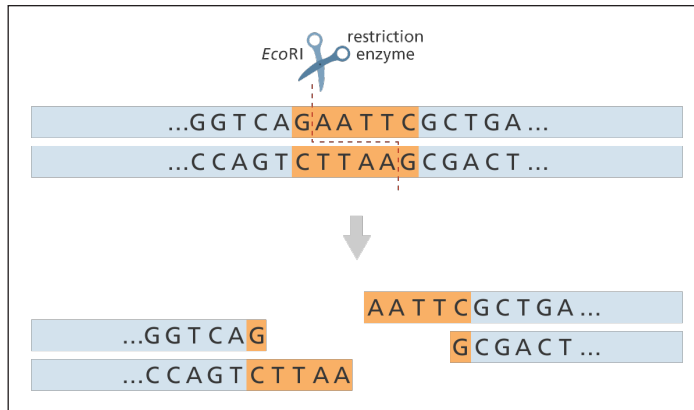 EcoRI restriction
enzyme
...GGTCAGAATTCGCTGA...
...CCAGTCTTAAGCGACT...
AATTCGCTGA...
...GGTCAG
GCGACT...
...CCAGTCTTAA